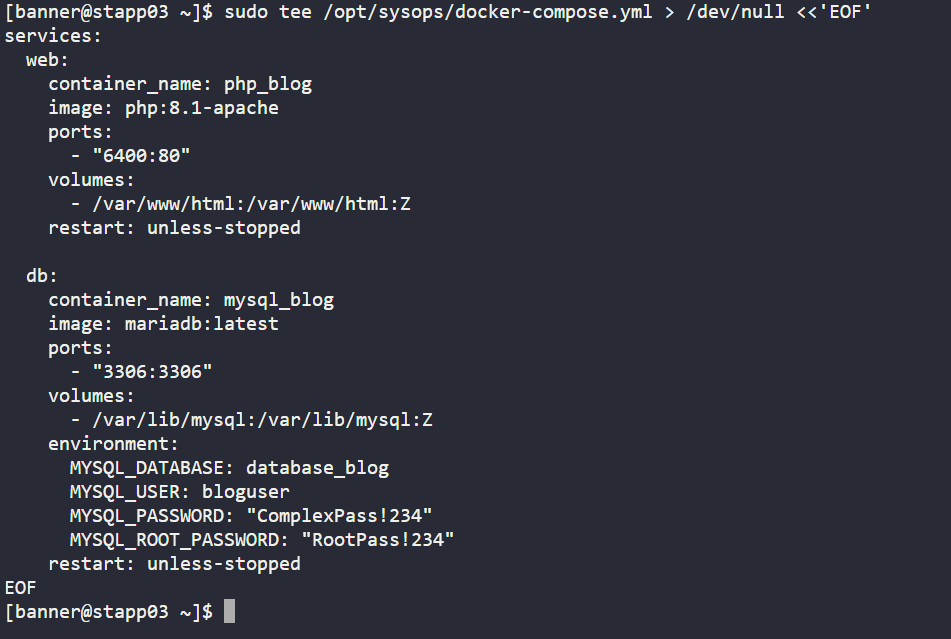 [banner@stapp03 ~]$ sudo tee /opt/sysops/docker-compose.yml > /dev/null <<'EOF'
services:
  web:
    container_name: php_blog
    image: php:8.1-apache
    ports:
      - "6400:80"
    volumes:
      - /var/www/html:/var/www/html:Z
    restart: unless-stopped

  db:
    container_name: mysql_blog
    image: mariadb:latest
    ports:
      - "3306:3306"
    volumes:
      - /var/lib/mysql:/var/lib/mysql:Z
    environment:
      MYSQL_DATABASE: database_blog
      MYSQL_USER: bloguser
      MYSQL_PASSWORD: "ComplexPass!234"
      MYSQL_ROOT_PASSWORD: "RootPass!234"
    restart: unless-stopped
EOF
[banner@stapp03 ~]$